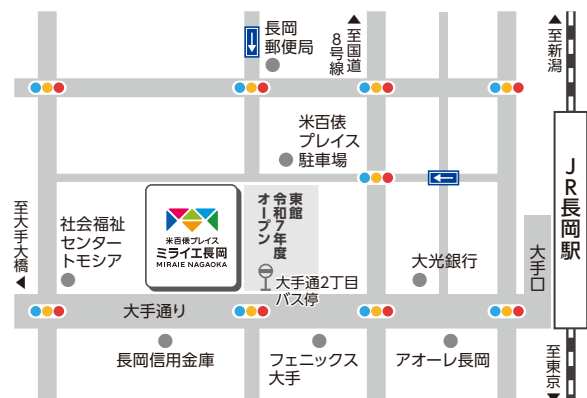 長岡
郵便局
▲至国道
8号線
▲至新潟
米百俵
プレイス
駐車場
JR長岡駅
大手口
東館
令和7年度
オープン
米百俵プレイス
ミライエ長岡
MIRAIE NAGAOKA
至大手大橋▲
社会福祉
センター
トモシア
大手通2丁目
バス停
大光銀行
大手通り
長岡信用金庫
フェニックス
大手
アオーレ長岡
至東京▼